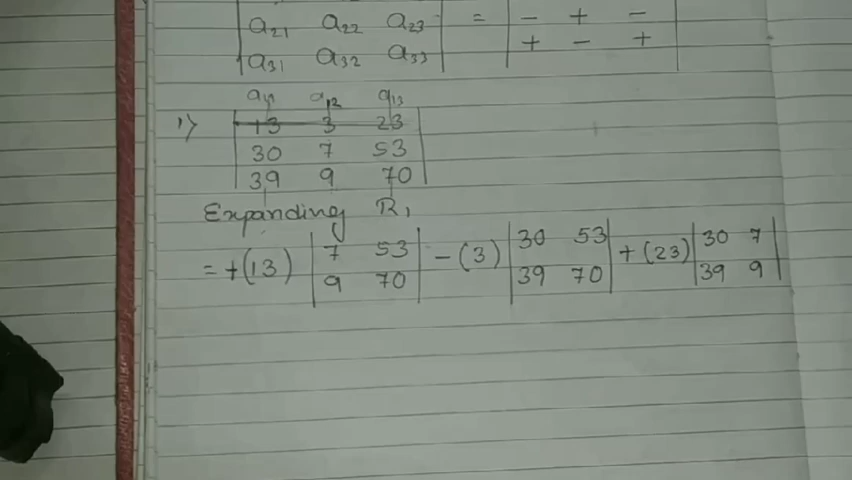 | a21 a22 a23 | = | - + - |
| a31 a32 a33 | | + - + |
a11 a12 a13
1) | 13 3 23 |
| 30 7 53 |
| 39 9 70 |
Expanding R1
= +(13) | 7 53 | - (3) | 30 53 | + (23) | 30 7 |
| 9 70 | | 39 70 | | 39 9 |